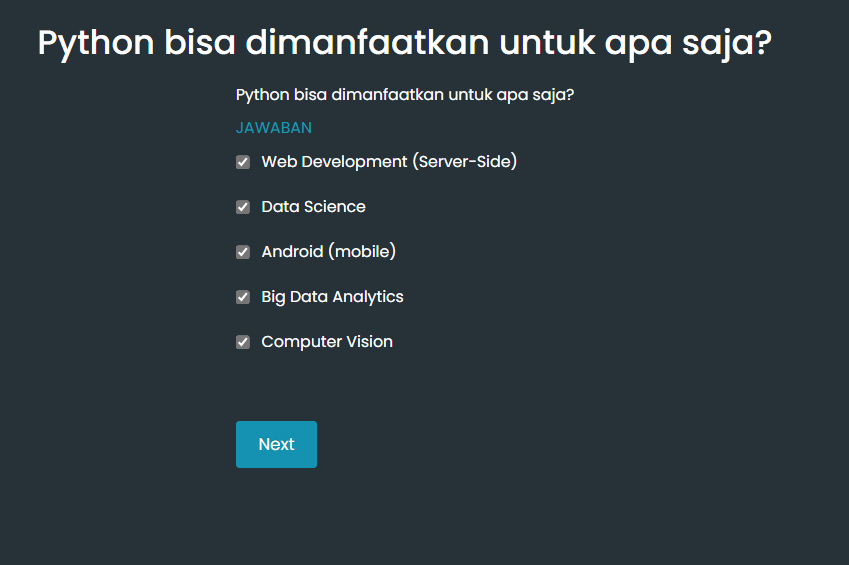 Python bisa dimanfaatkan untuk apa saja?
Python bisa dimanfaatkan untuk apa saja?
JAWABAN
Web Development (Server-Side)
Data Science
Android (mobile)
Big Data Analytics
Computer Vision
Next